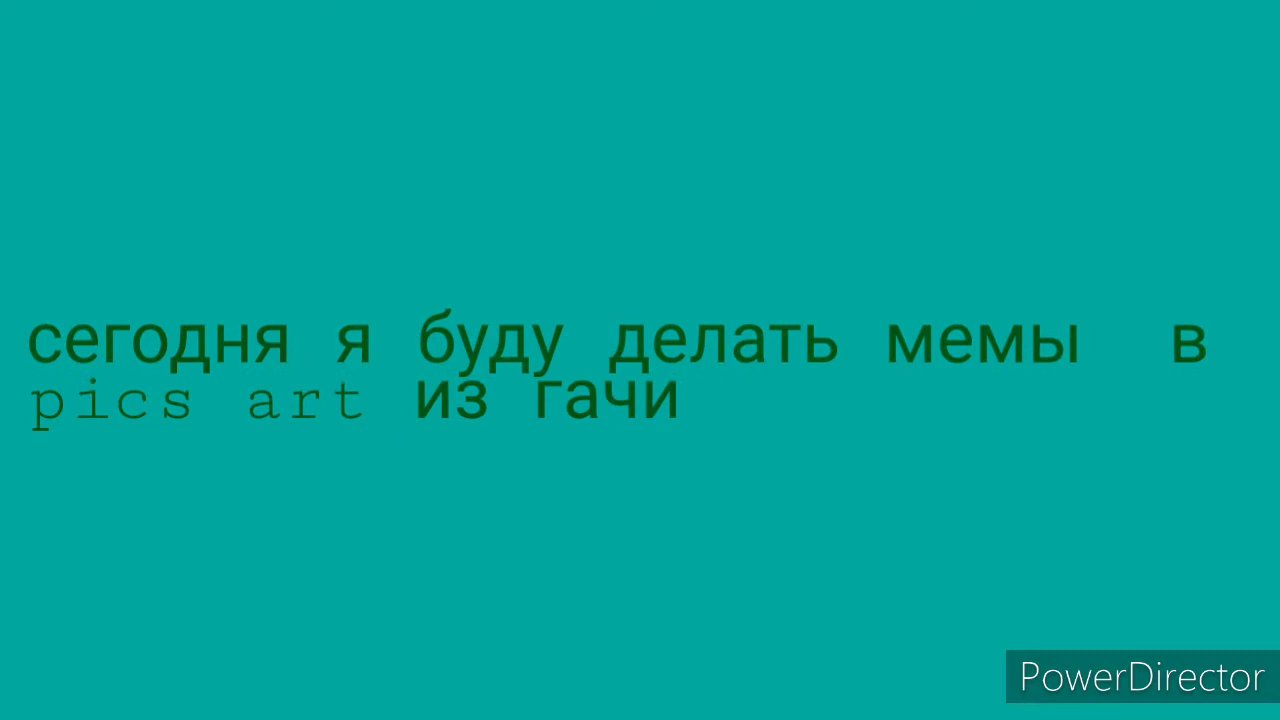 сегодня я буду делать мемы в
pics art из гачи
PowerDirector